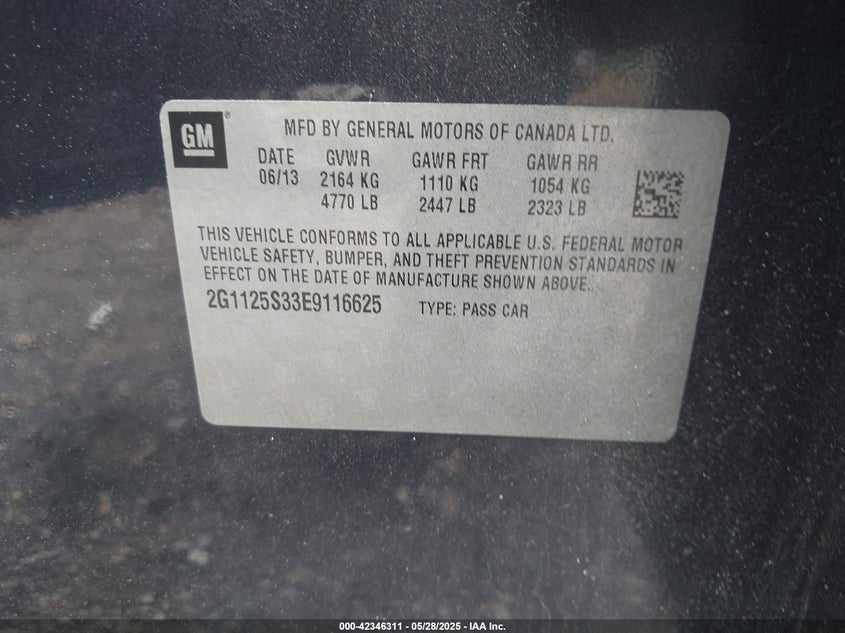 GM ® MFD BY GENERAL MOTORS OF CANADA LTD.
DATE GVWR GAWR FRT GAWR RR
06/13 2164 KG 1110 KG 1054 KG
4770 LB 2447 LB 2323 LB
THIS VEHICLE CONFORMS TO ALL APPLICABLE U.S. FEDERAL MOTOR
VEHICLE SAFETY, BUMPER, AND THEFT PREVENTION STANDARDS IN
EFFECT ON THE DATE OF MANUFACTURE SHOWN ABOVE.
2G1125S33E9116625 TYPE: PASS CAR
000-42346311 - 05/28/2025 - IAA Inc.